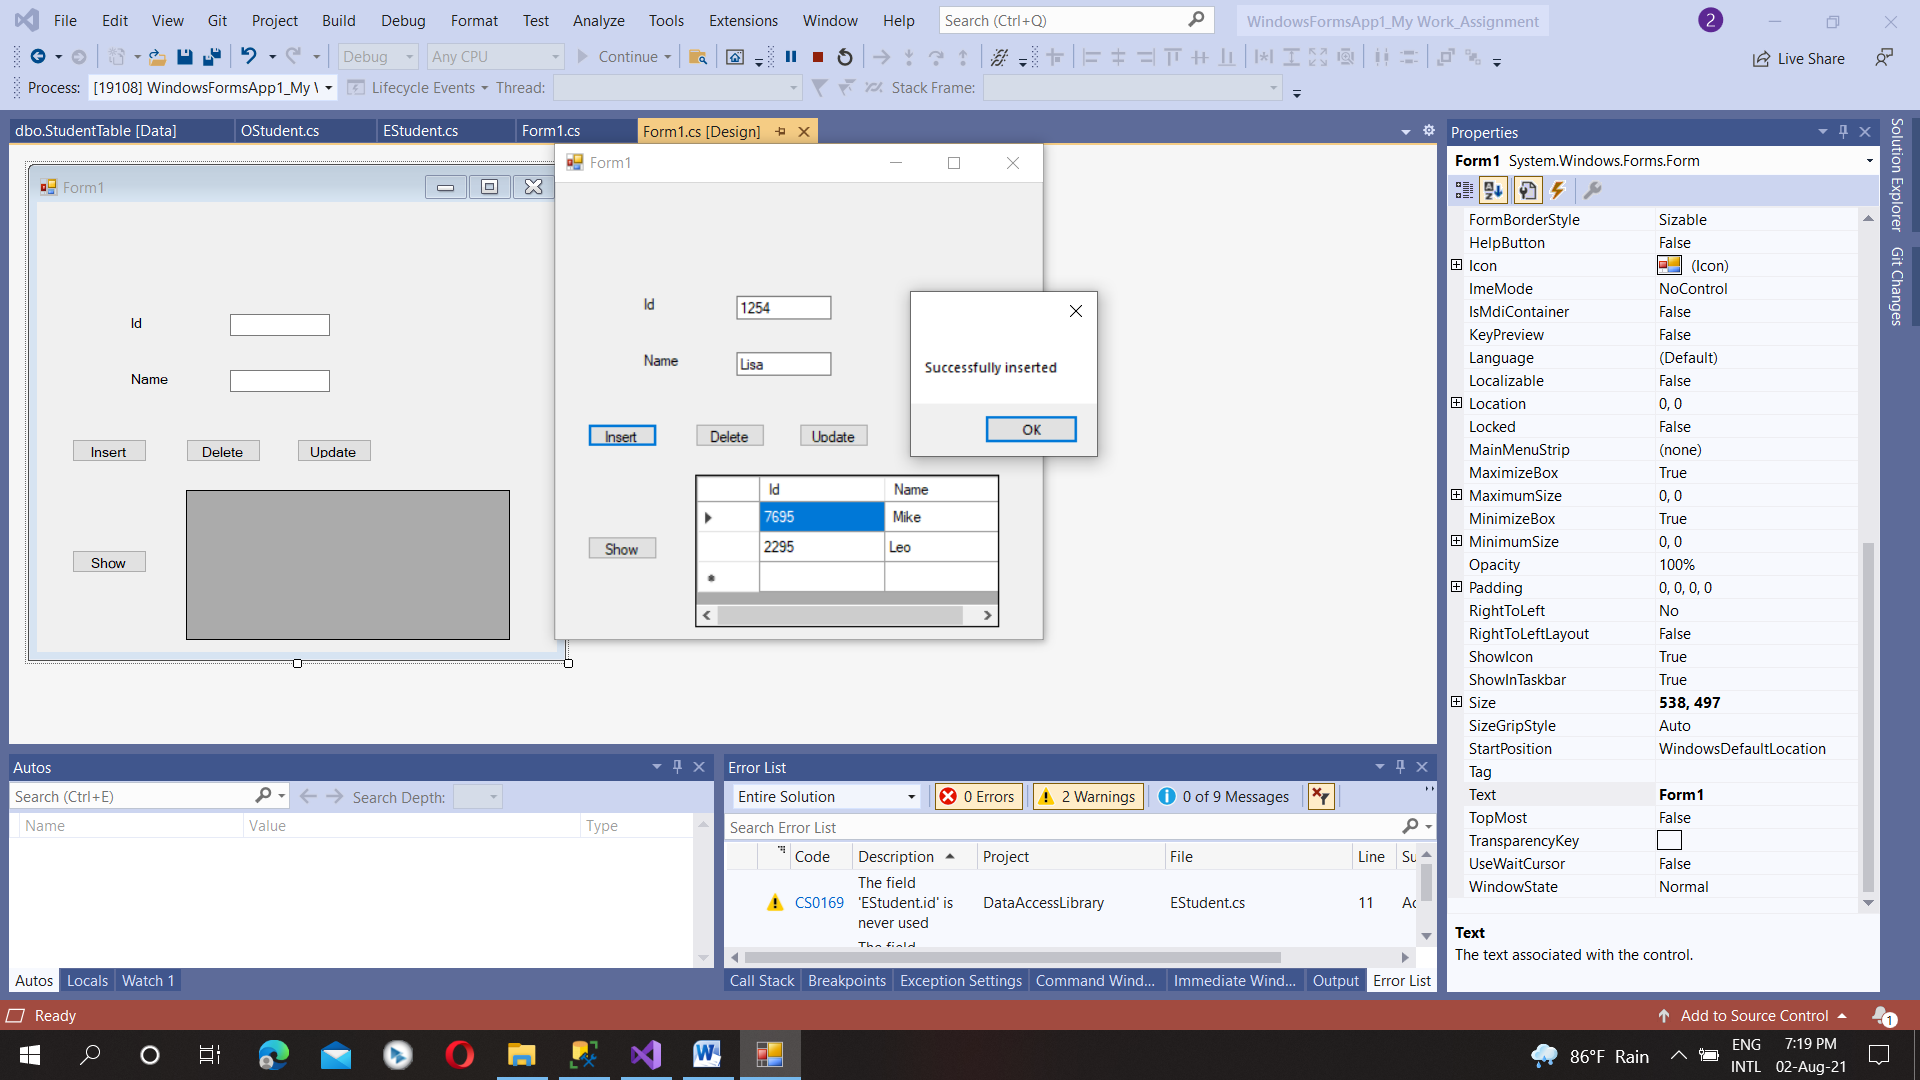 File Edit View Git Project Build Debug Format Test Analyze Tools Extensions Window Help Search (Ctrl+Q) WindowsFormsApp1_My Work_Assignment 2
Debug Any CPU Continue Live Share
Process: [19108] WindowsFormsApp1_My Lifecycle Events Thread: Stack Frame:
dbo.StudentTable [Data] OStudent.cs EStudent.cs Form1.cs Form1.cs [Design]
Form1
Id
Name
Insert Delete Update
Show
Form1
Id 1254
Name Lisa
Insert Delete Update
Show
Id Name
7695 Mike
2295 Leo
Successfully inserted
OK
Properties
Form1 System.Windows.Forms.Form
FormBorderStyle Sizable
HelpButton False
Icon (Icon)
ImeMode NoControl
IsMdiContainer False
KeyPreview False
Language (Default)
Localizable False
Location 0, 0
Locked False
MainMenuStrip (none)
MaximizeBox True
MaximumSize 0, 0
MinimizeBox True
MinimumSize 0, 0
Opacity 100%
Padding 0, 0, 0, 0
RightToLeft No
RightToLeftLayout False
ShowIcon True
ShowInTaskbar True
Size 538, 497
SizeGripStyle Auto
StartPosition WindowsDefaultLocation
Tag
Text Form1
TopMost False
TransparencyKey
UseWaitCursor False
WindowState Normal
Text
The text associated with the control.
Solution Explorer
Git Changes
Autos
Search (Ctrl+E) Search Depth:
Name Value Type
Autos Locals Watch 1
Error List
Entire Solution 0 Errors 2 Warnings 0 of 9 Messages
Search Error List
Code Description Project File Line Su
CS0169 The field 'EStudent.id' is never used DataAccessLibrary EStudent.cs 11 Ac
The field
Call Stack Breakpoints Exception Settings Command Wind... Immediate Wind... Output Error List
Ready Add to Source Control 1
86°F Rain ENG INTL 7:19 PM 02-Aug-21